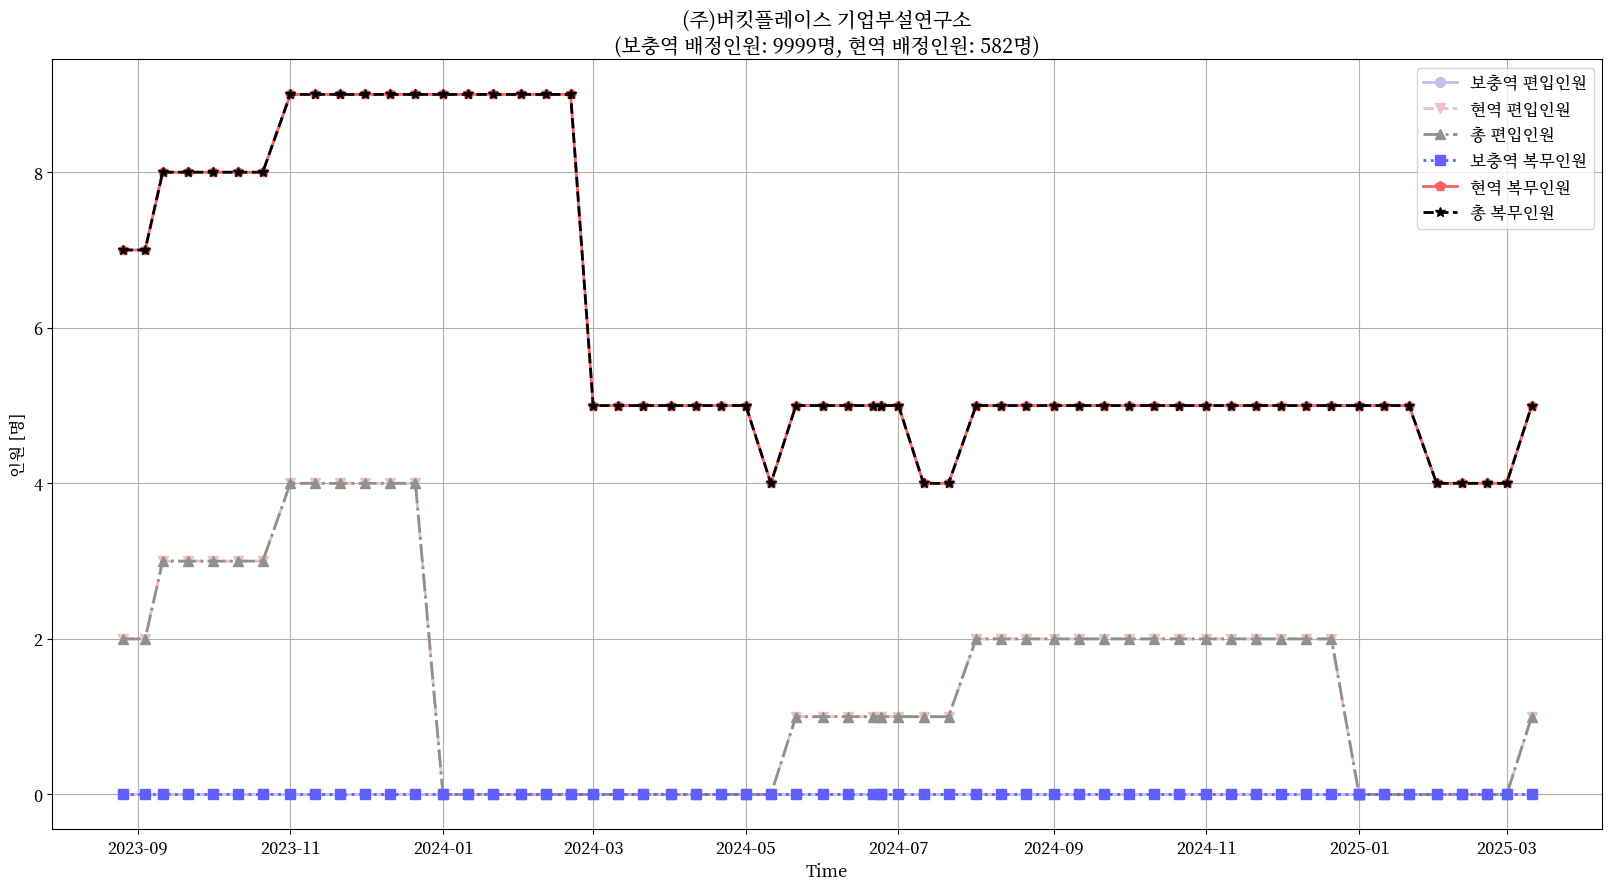 (주)버킷플레이스 기업부설연구소
(보충역 배정인원: 9999명, 현역 배정인원: 582명)
보충역 편입인원
현역 편입인원
총 편입인원
보충역 복무인원
현역 복무인원
총 복무인원
인원 [명]
8
6
4
2
0
2023-09
2023-11
2024-01
2024-03
2024-05
2024-07
2024-09
2024-11
2025-01
2025-03
Time